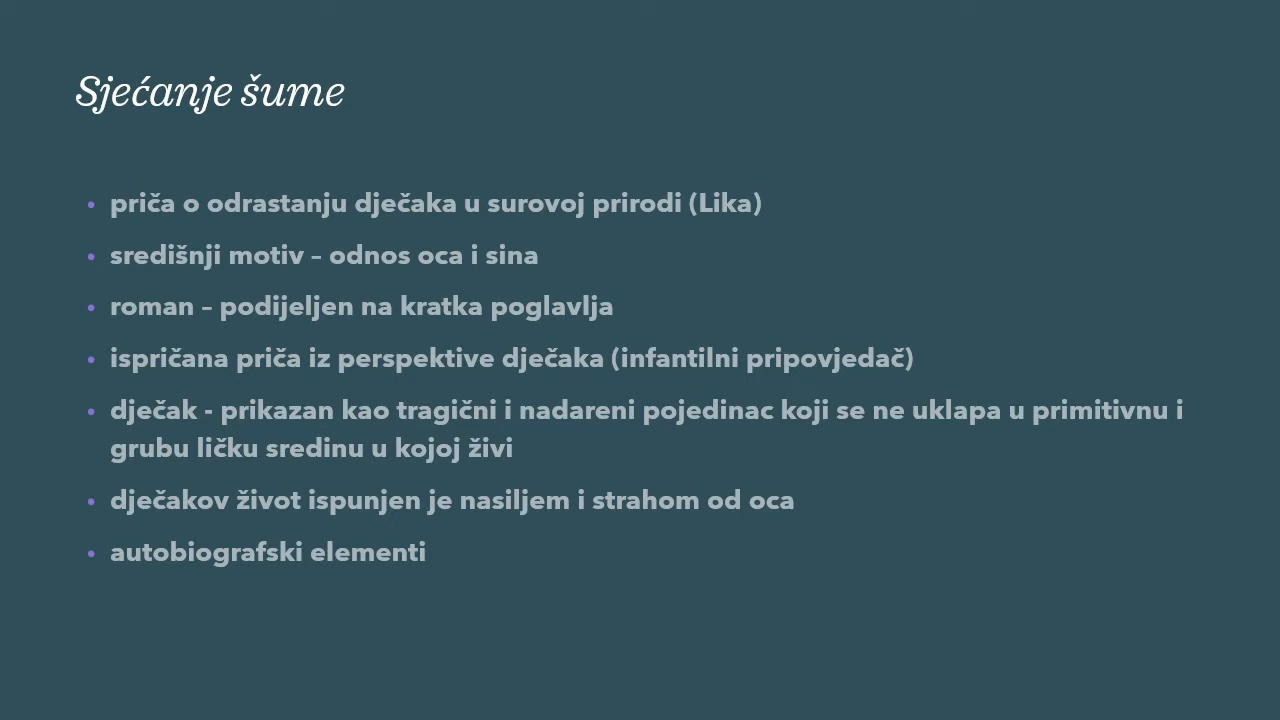 Sjećanje šume
• priča o odrastanju dječaka u surovoj prirodi (Lika)
• središnji motiv – odnos oca i sina
• roman – podijeljen na kratka poglavlja
• ispričana priča iz perspektive dječaka (infantilni pripovjedač)
• dječak - prikazan kao tragični i nadareni pojedinac koji se ne uklapa u primitivnu i
grubu ličku sredinu u kojoj živi
• dječakov život ispunjen je nasiljem i strahom od oca
• autobiografski elementi